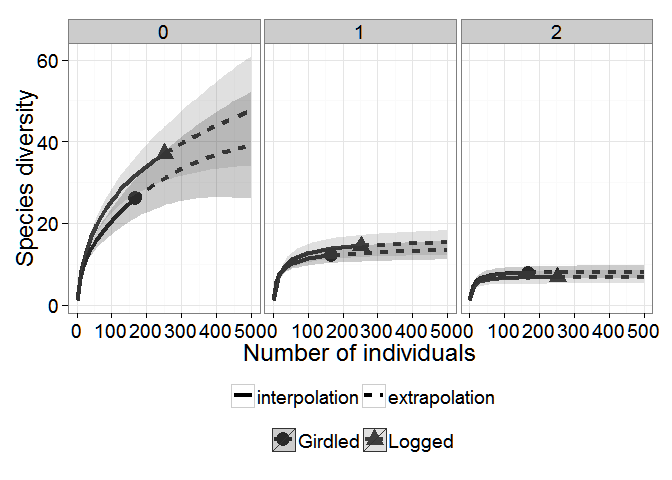 0 1 2
60
40
20
0
Species diversity
0 100 200 300 400 500 0 100 200 300 400 500 0 100 200 300 400 500
Number of individuals
interpolation extrapolation
Girdled Logged